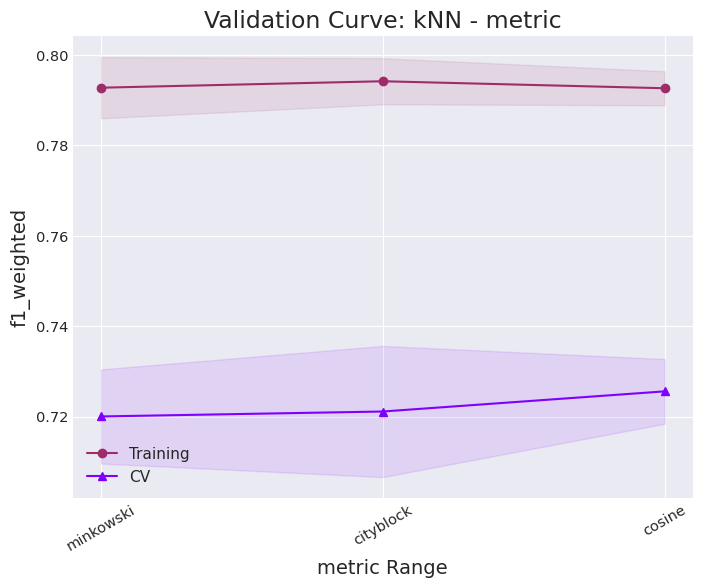 Validation Curve: kNN - metric
f1_weighted
0.80
0.78
0.76
0.74
0.72
Training
CV
minkowski
cityblock
cosine
metric Range